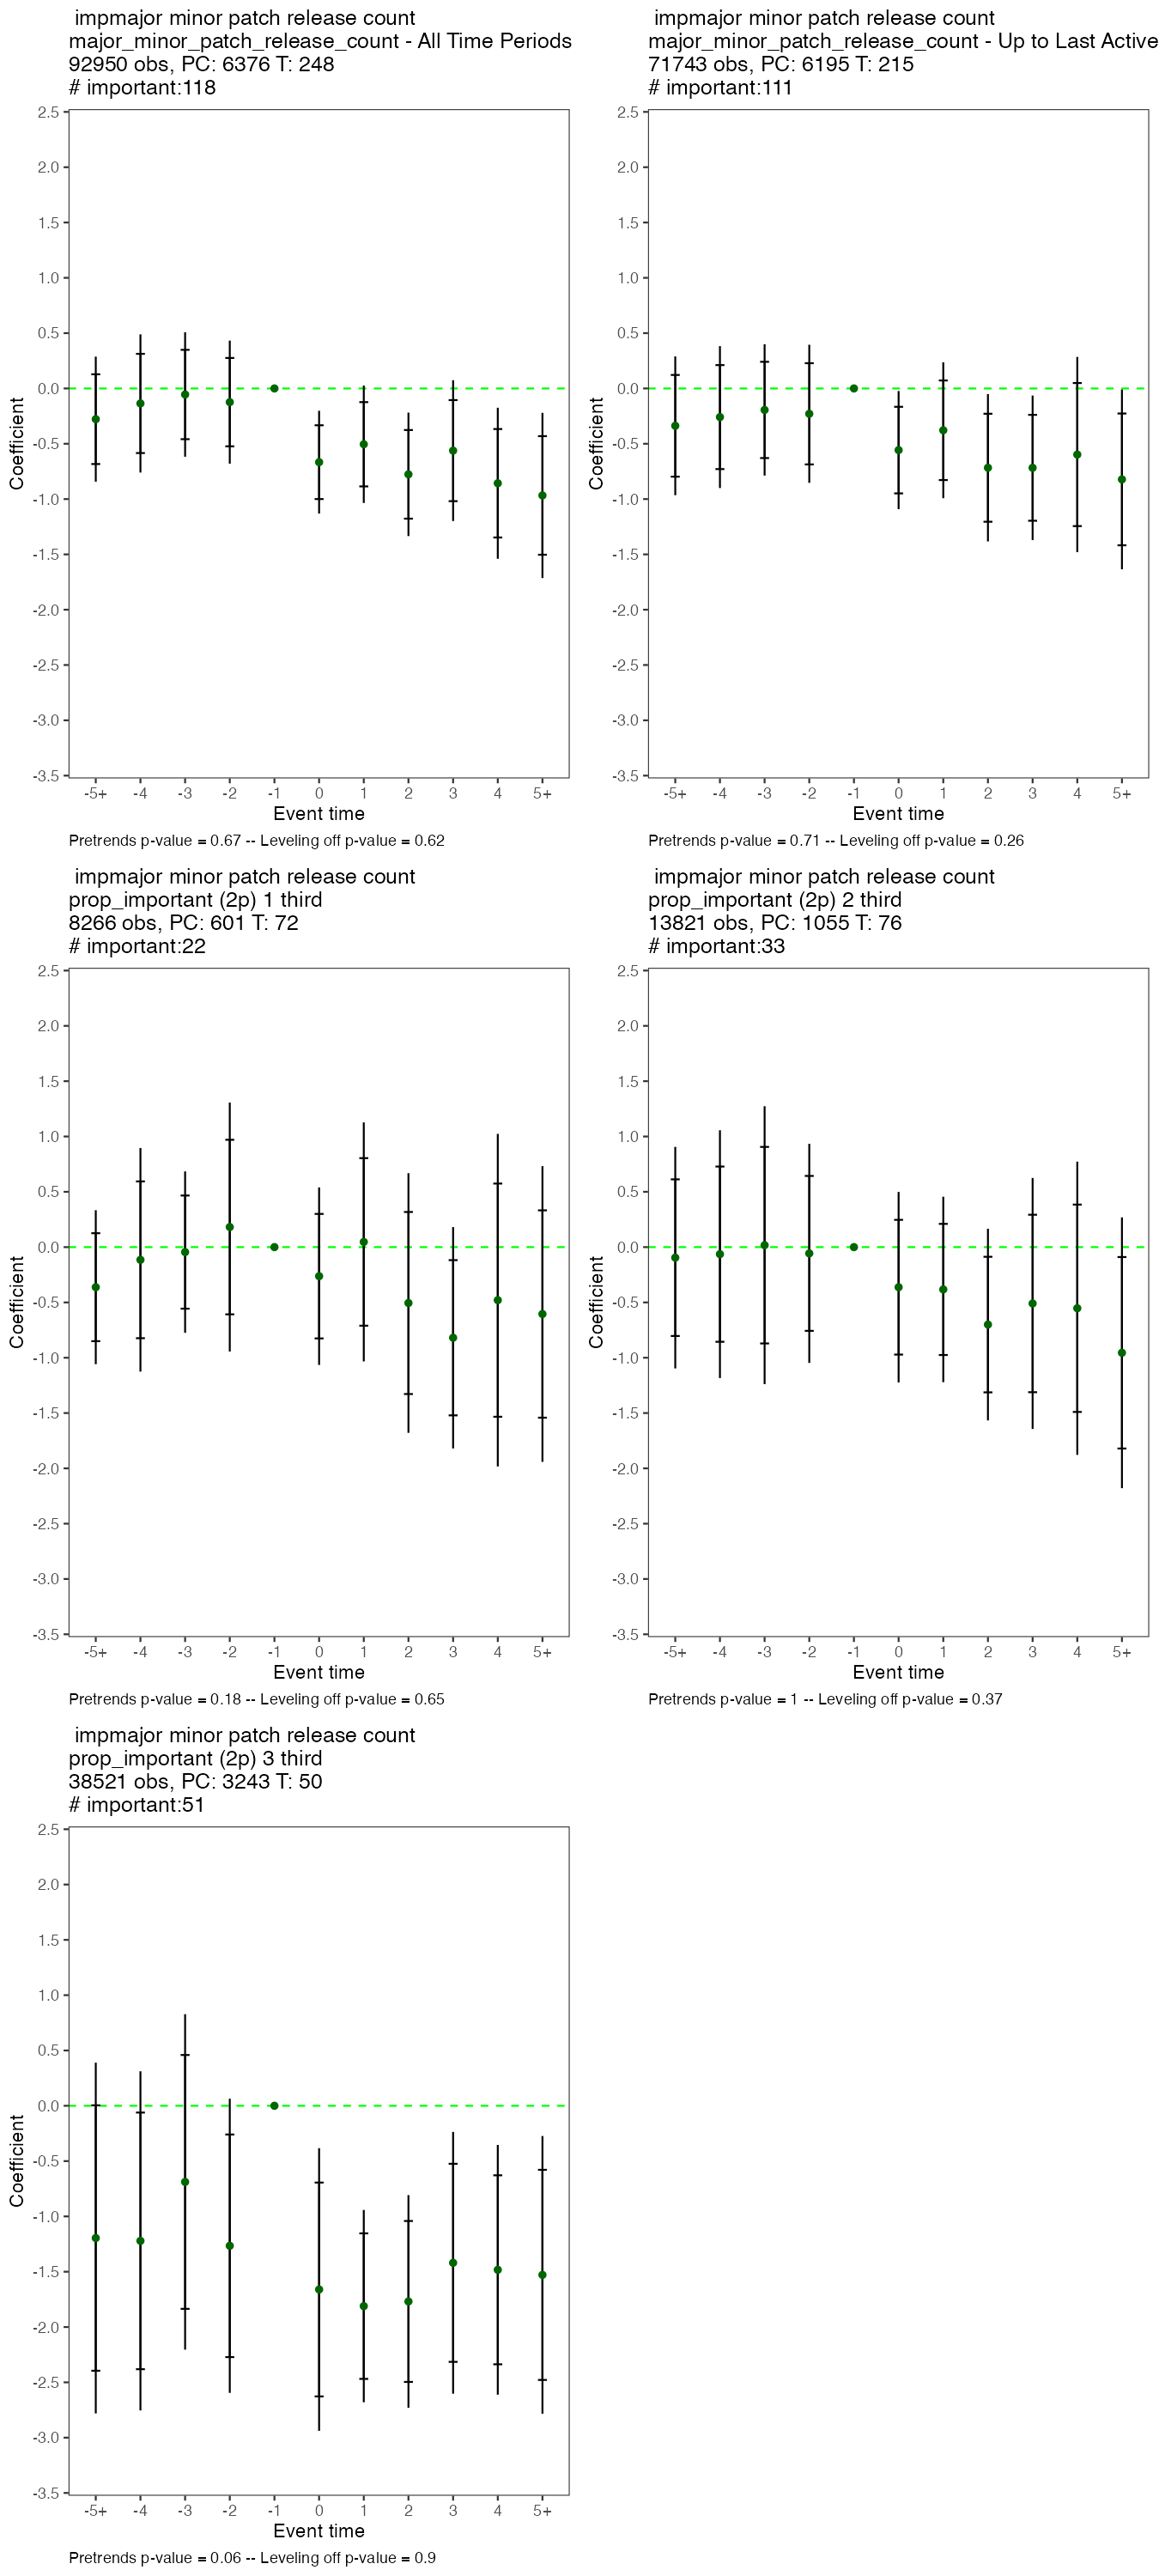 impmajor minor patch release count
major_minor_patch_release_count - All Time Periods
92950 obs, PC: 6376 T: 248
# important:118
2.5
2.0
1.5
1.0
0.5
0.0
-0.5
-1.0
-1.5
-2.0
-2.5
-3.0
-3.5
Coefficient
-5+ -4 -3 -2 -1 0 1 2 3 4 5+
Event time
Pretrends p-value = 0.67 -- Leveling off p-value = 0.62
impmajor minor patch release count
major_minor_patch_release_count - Up to Last Active
71743 obs, PC: 6195 T: 215
# important:111
2.5
2.0
1.5
1.0
0.5
0.0
-0.5
-1.0
-1.5
-2.0
-2.5
-3.0
-3.5
Coefficient
-5+ -4 -3 -2 -1 0 1 2 3 4 5+
Event time
Pretrends p-value = 0.71 -- Leveling off p-value = 0.26
impmajor minor patch release count
prop_important (2p) 1 third
8266 obs, PC: 601 T: 72
# important:22
2.5
2.0
1.5
1.0
0.5
0.0
-0.5
-1.0
-1.5
-2.0
-2.5
-3.0
-3.5
Coefficient
-5+ -4 -3 -2 -1 0 1 2 3 4 5+
Event time
Pretrends p-value = 0.18 -- Leveling off p-value = 0.65
impmajor minor patch release count
prop_important (2p) 2 third
13821 obs, PC: 1055 T: 76
# important:33
2.5
2.0
1.5
1.0
0.5
0.0
-0.5
-1.0
-1.5
-2.0
-2.5
-3.0
-3.5
Coefficient
-5+ -4 -3 -2 -1 0 1 2 3 4 5+
Event time
Pretrends p-value = 1 -- Leveling off p-value = 0.37
impmajor minor patch release count
prop_important (2p) 3 third
38521 obs, PC: 3243 T: 50
# important:51
2.5
2.0
1.5
1.0
0.5
0.0
-0.5
-1.0
-1.5
-2.0
-2.5
-3.0
-3.5
Coefficient
-5+ -4 -3 -2 -1 0 1 2 3 4 5+
Event time
Pretrends p-value = 0.06 -- Leveling off p-value = 0.9